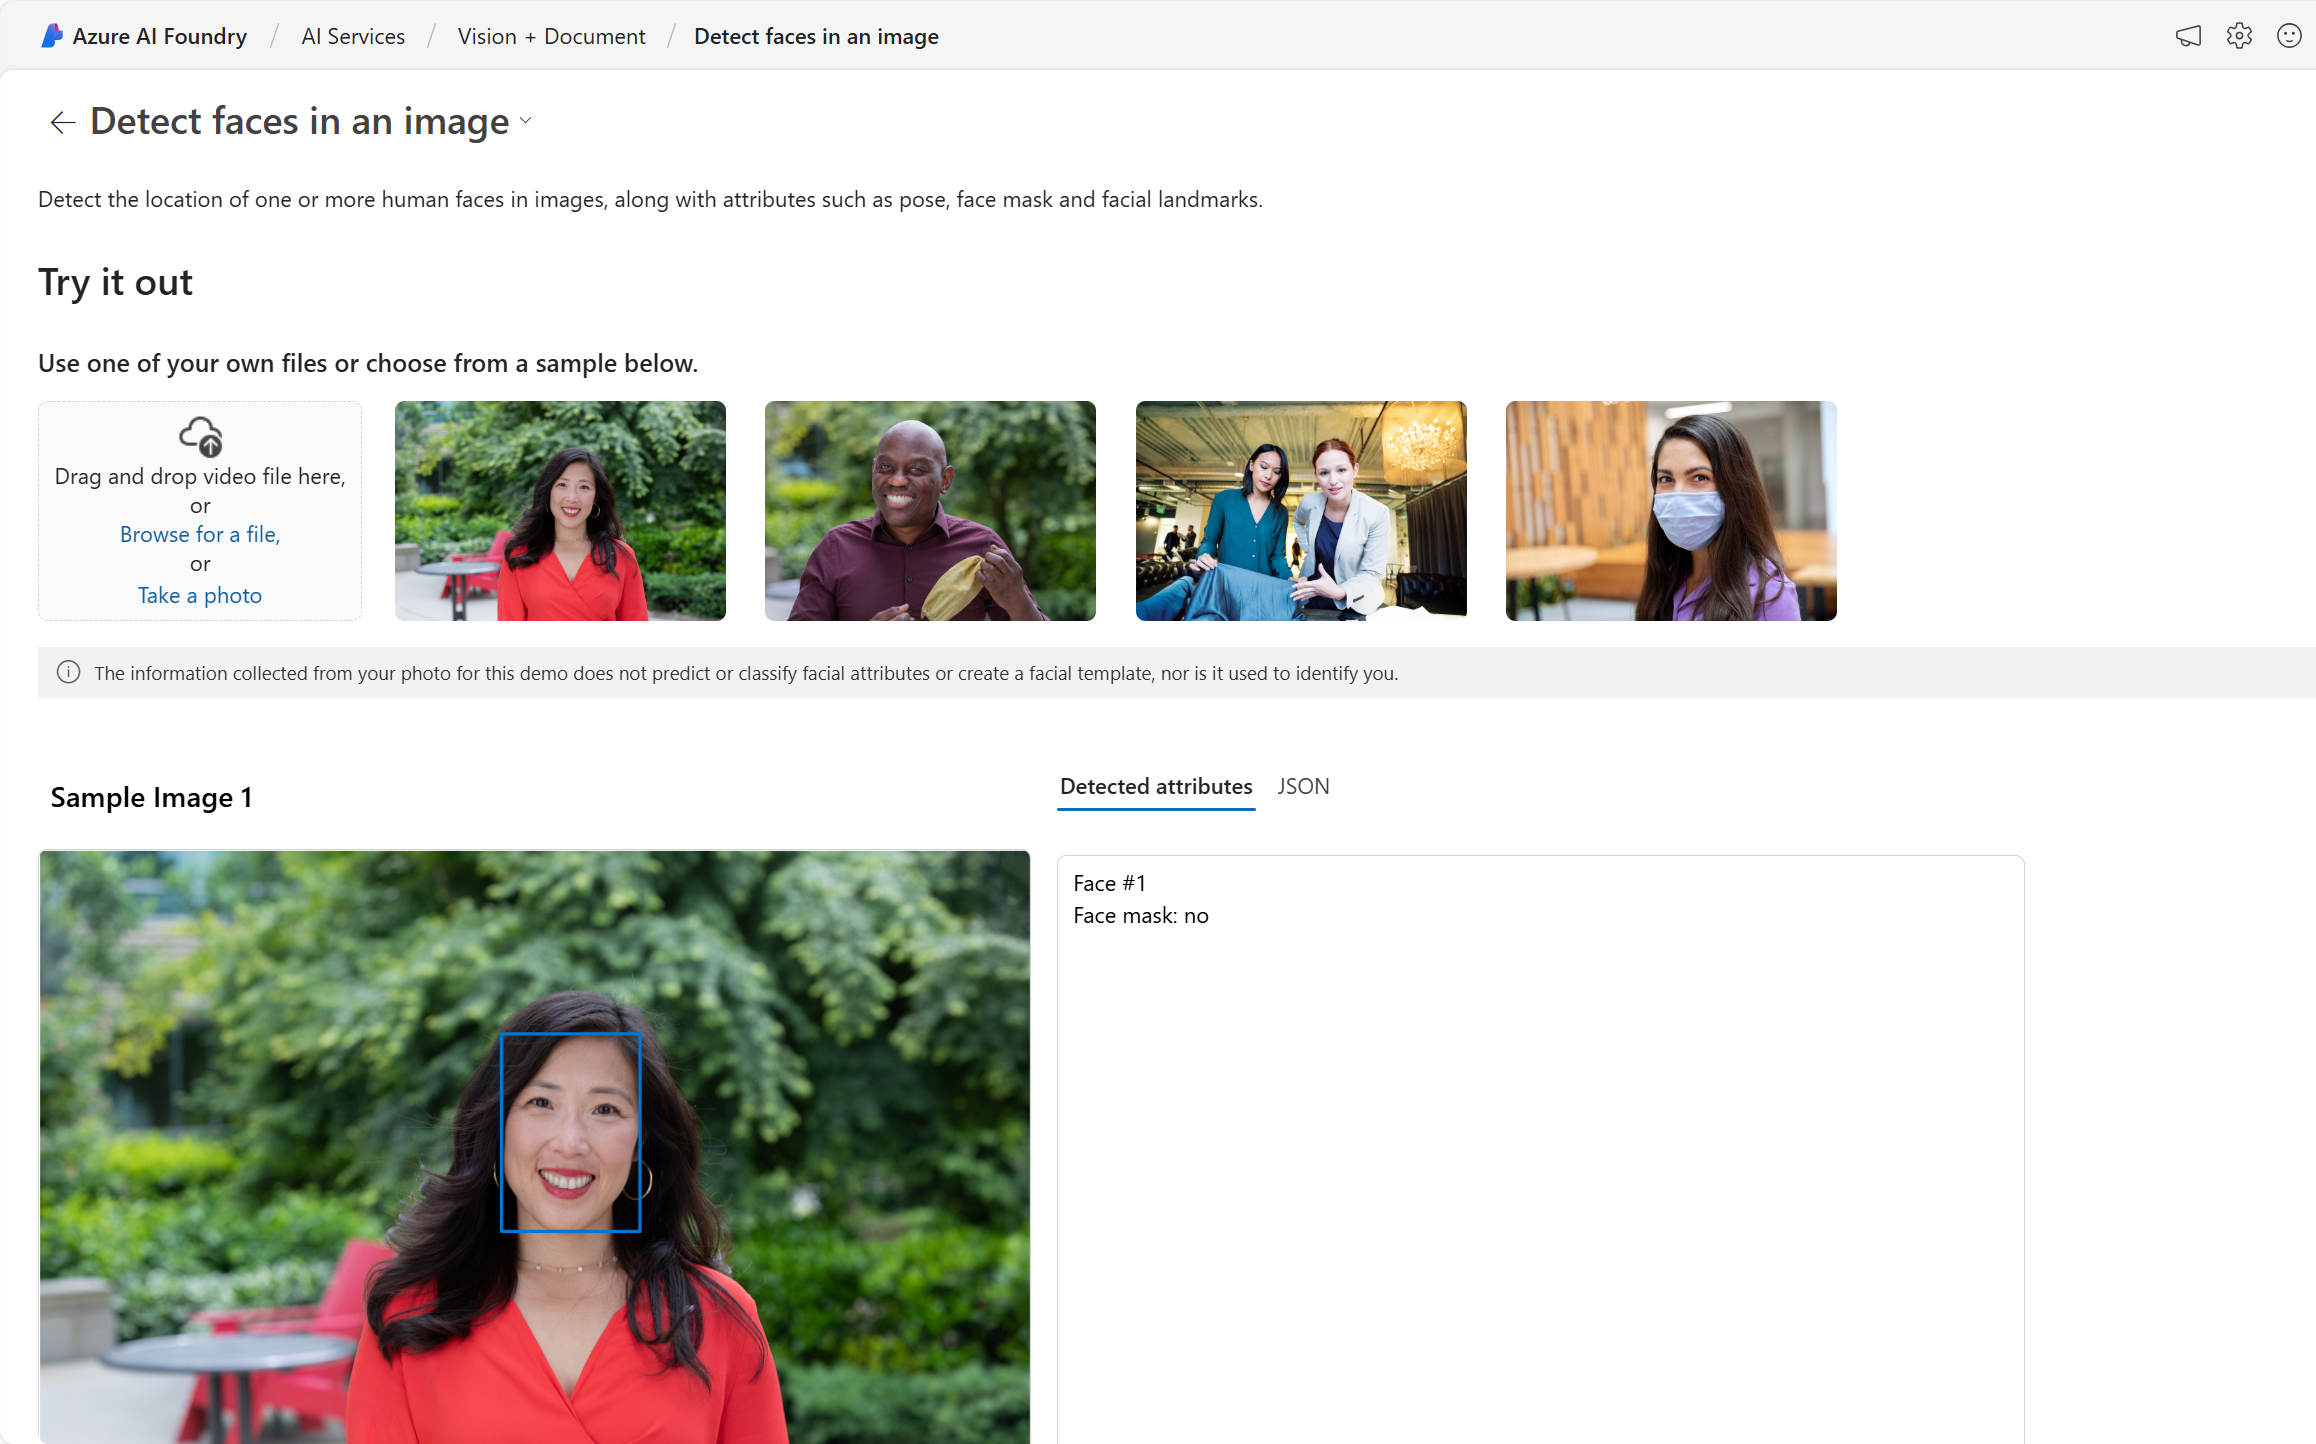 Azure AI Foundry / AI Services / Vision + Document / Detect faces in an image
Detect faces in an image
Detect the location of one or more human faces in images, along with attributes such as pose, face mask and facial landmarks.
Try it out
Use one of your own files or choose from a sample below.
Drag and drop video file here,
or
Browse for a file,
or
Take a photo
The information collected from your photo for this demo does not predict or classify facial attributes or create a facial template, nor is it used to identify you.
Sample Image 1
Detected attributes JSON
Face #1
Face mask: no